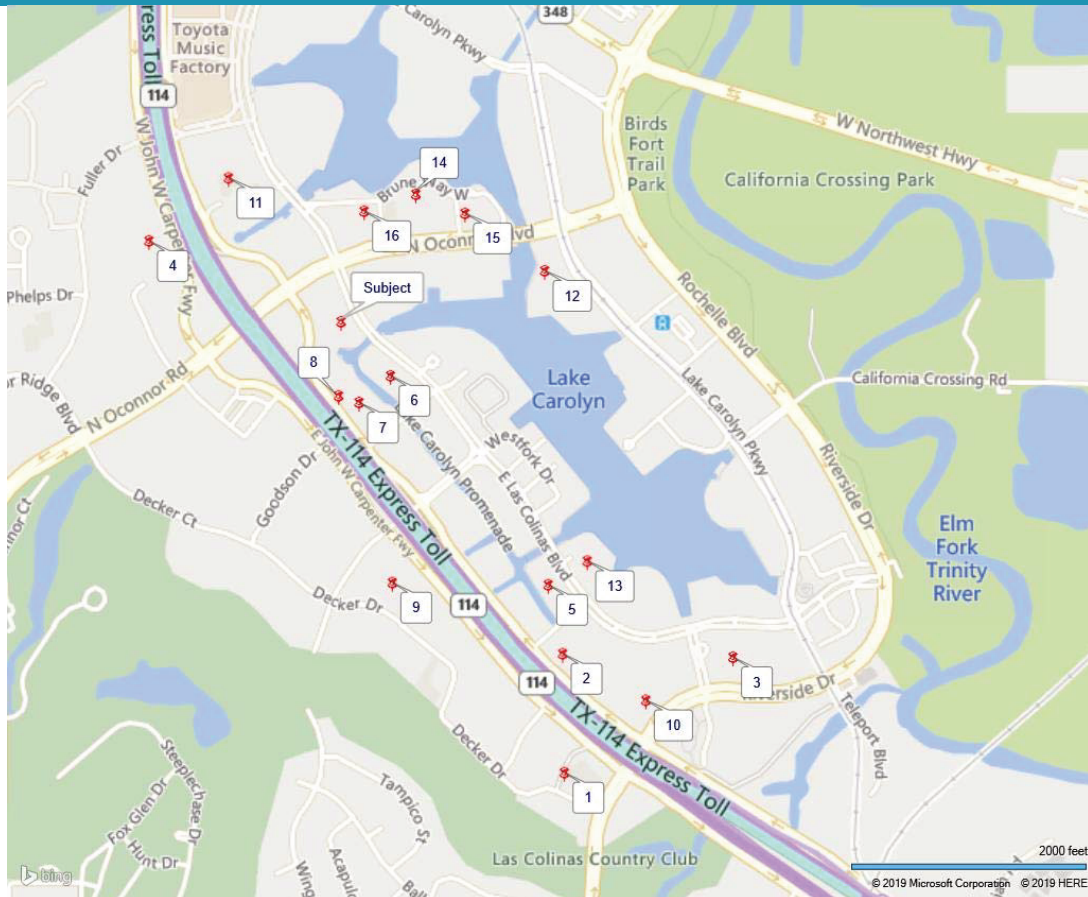 348
Carolyn Pkwy
Express Toll
Toyota
Music
Factory
114
W Northwest Hwy
Birds
Fort
Trail
Park
California Crossing Park
Fuller Dr
W John W Carpenter Fwy
14
Brune Way W
11
16
15
N Oconnor Blvd
4
Subject
12
Phelps Dr
Rochelle Blvd
8
N Oconnor Rd
6
7
Lake
Carolyn
California Crossing Rd
Ridge Blvd
TX-114 Express Toll
Lake Carolyn Promenade
Westfork Dr
Lake Carolyn Pkwy
Goodson Dr
E John W Carpenter Fwy
E Las Colinas Blvd
Riverside Dr
Decker Ct
Elm
Fork
Trinity
River
13
5
9
Decker Dr
114
2
3
114
Riverside Dr
10
TX-114 Express Toll
Teleport Blvd
Decker Dr
1
Steeplechase Dr
Fox Glen Dr
Hunt Dr
Tampico St
Las Colinas Country Club
2000 feet
bing
© 2019 Microsoft Corporation © 2019 HERE